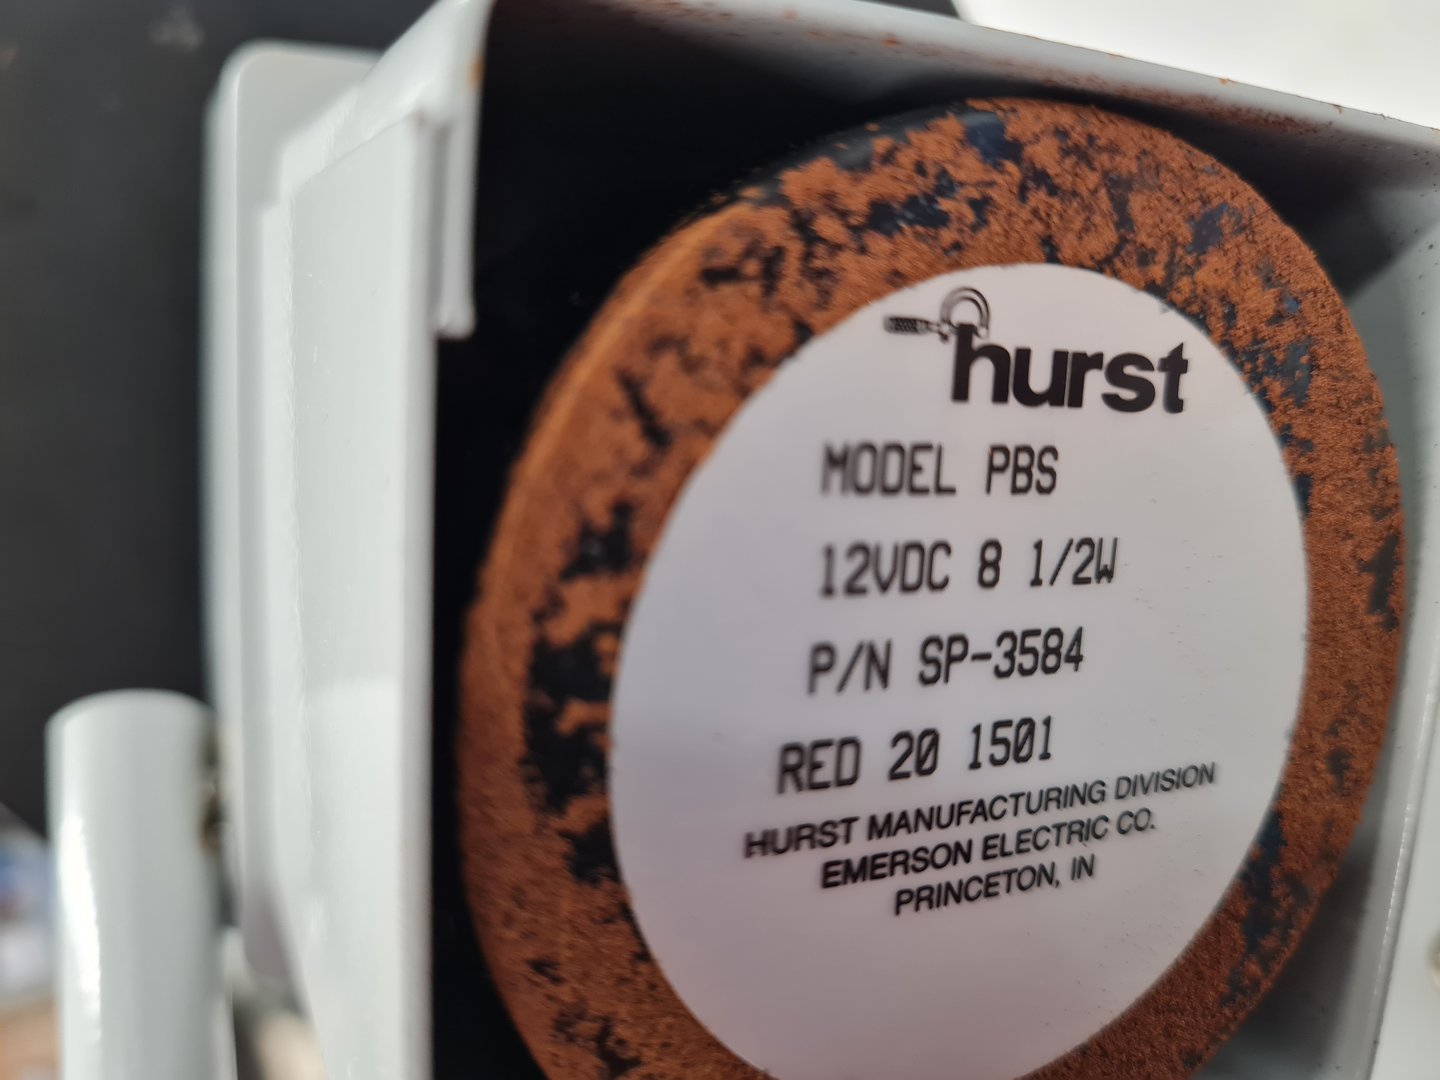 hurst
MODEL PBS
12VDC 8 1/2W
P/N SP-3584
RED 20 1501
HURST MANUFACTURING DIVISION
EMERSON ELECTRIC CO.
PRINCETON, IN